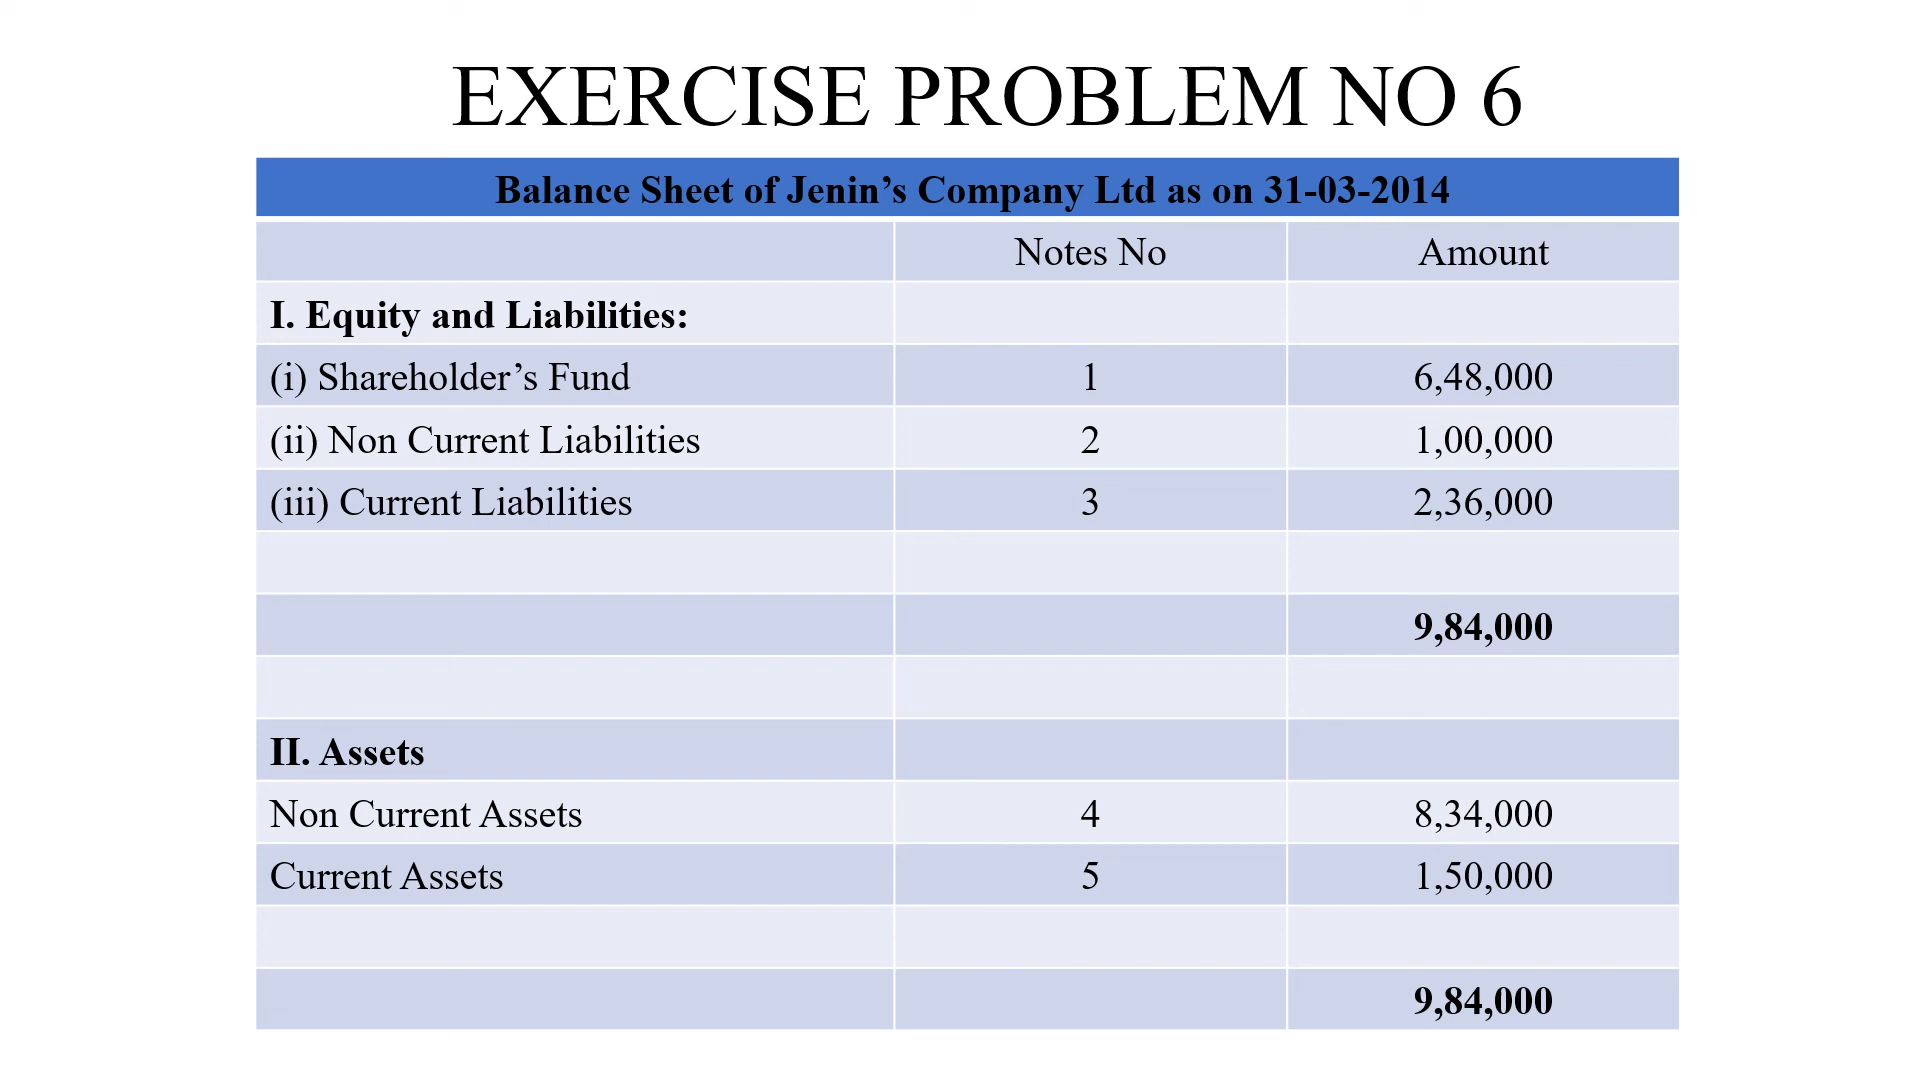 EXERCISE PROBLEM NO 6
Balance Sheet of Jenin’s Company Ltd as on 31-03-2014
Notes No Amount
I. Equity and Liabilities:
(i) Shareholder’s Fund 1 6,48,000
(ii) Non Current Liabilities 2 1,00,000
(iii) Current Liabilities 3 2,36,000
9,84,000
II. Assets
Non Current Assets 4 8,34,000
Current Assets 5 1,50,000
9,84,000